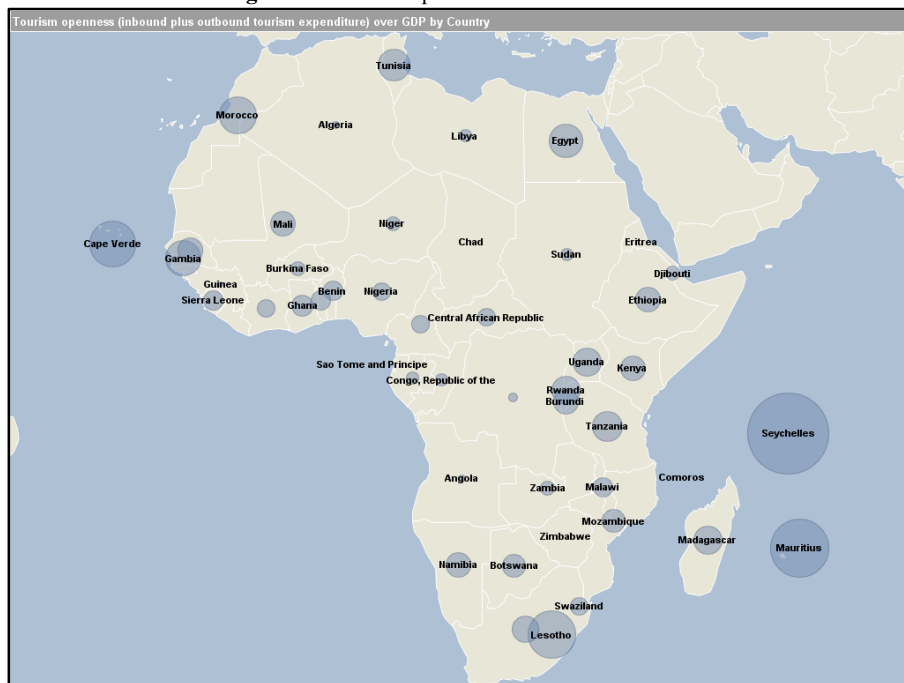 Tourism openness (inbound plus outbound tourism expenditure) over GDP by Country
Tunisia
Morocco
Algeria
Libya
Egypt
Mali
Niger
Cape Verde
Chad
Eritrea
Sudan
Gambia
Burkina Faso
Djibouti
Guinea
Benin
Nigeria
Sierra Leone
Ethiopia
Ghana
Central African Republic
Uganda
Sao Tome and Principe
Kenya
Congo, Republic of the
Rwanda
Burundi
Tanzania
Seychelles
Comoros
Angola
Zambia
Malawi
Mozambique
Zimbabwe
Madagascar
Mauritius
Namibia
Botswana
Swaziland
Lesotho